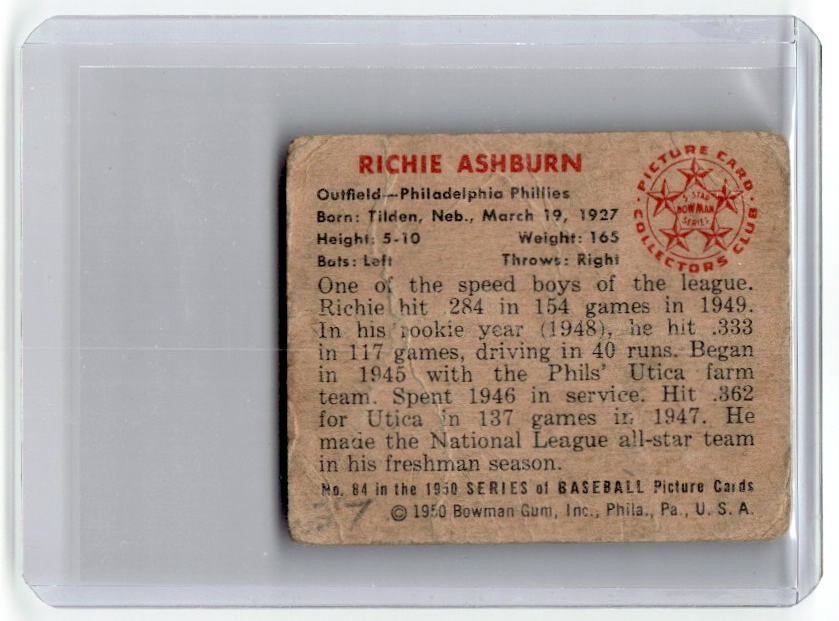 RICHIE ASHBURN
Outfield—Philadelphia Phillies
Born: Tilden, Neb., March 19, 1927
Height: 5-10 Weight: 165
Bats: Left Throws: Right
PICTURE CARD
COLLECTORS CLUB
5-STAR
BOWMAN
SERIES
One of the speed boys of the league.
Richie hit .284 in 154 games in 1949.
In his rookie year (1948), he hit .333
in 117 games, driving in 40 runs. Began
in 1945 with the Phils' Utica farm
team. Spent 1946 in service. Hit .362
for Utica in 137 games in 1947. He
made the National League all-star team
in his freshman season.
No. 84 in the 1950 SERIES of BASEBALL Picture Cards
37
© 1950 Bowman Gum, Inc., Phila., Pa., U. S. A.